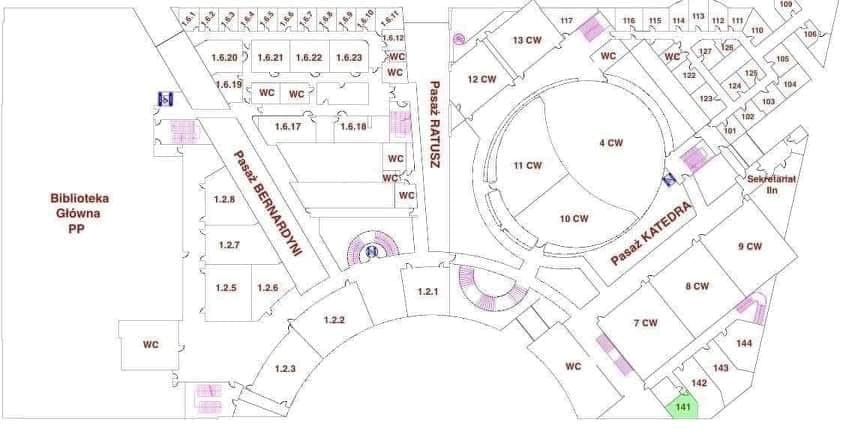 1.6.1
1.6.2
1.6.3
1.6.4
1.6.5
1.6.6
1.6.7
1.6.8
1.6.9
1.6.10
1.6.11
1.6.12
WC
WC
1.6.20
1.6.21
1.6.22
1.6.23
1.6.19
WC
WC
1.6.17
1.6.18
WC
WC
WC
Pasaż BERNARDYNI
Pasaż RATUSZ
Biblioteka
Główna
PP
1.2.8
1.2.7
1.2.5
1.2.6
1.2.2
1.2.1
1.2.3
WC
13 CW
12 CW
11 CW
4 CW
10 CW
WC
WC
117
116
115
114
113
112
111
110
109
106
105
104
103
102
101
127
126
125
124
122
123
Sekretariat
IIn
Pasaż KATEDRA
9 CW
8 CW
7 CW
WC
144
143
142
141